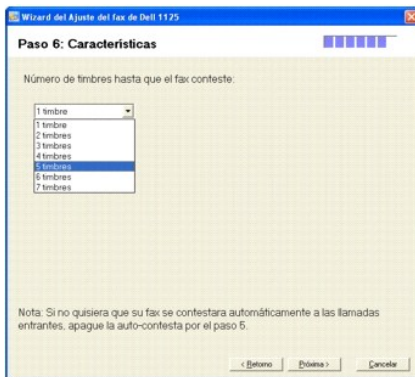 Wizard del Ajuste del fax de Dell 1125
Paso 6: Características
Número de timbres hasta que el fax conteste:
1 timbre
1 timbre
2 timbres
3 timbres
4 timbres
5 timbres
6 timbres
7 timbres
Nota: Si no quisiera que su fax se contestara automáticamente a las llamadas
entrantes, apague la auto-contesta por el paso 5.
< Retorno
Próxima >
Cancelar